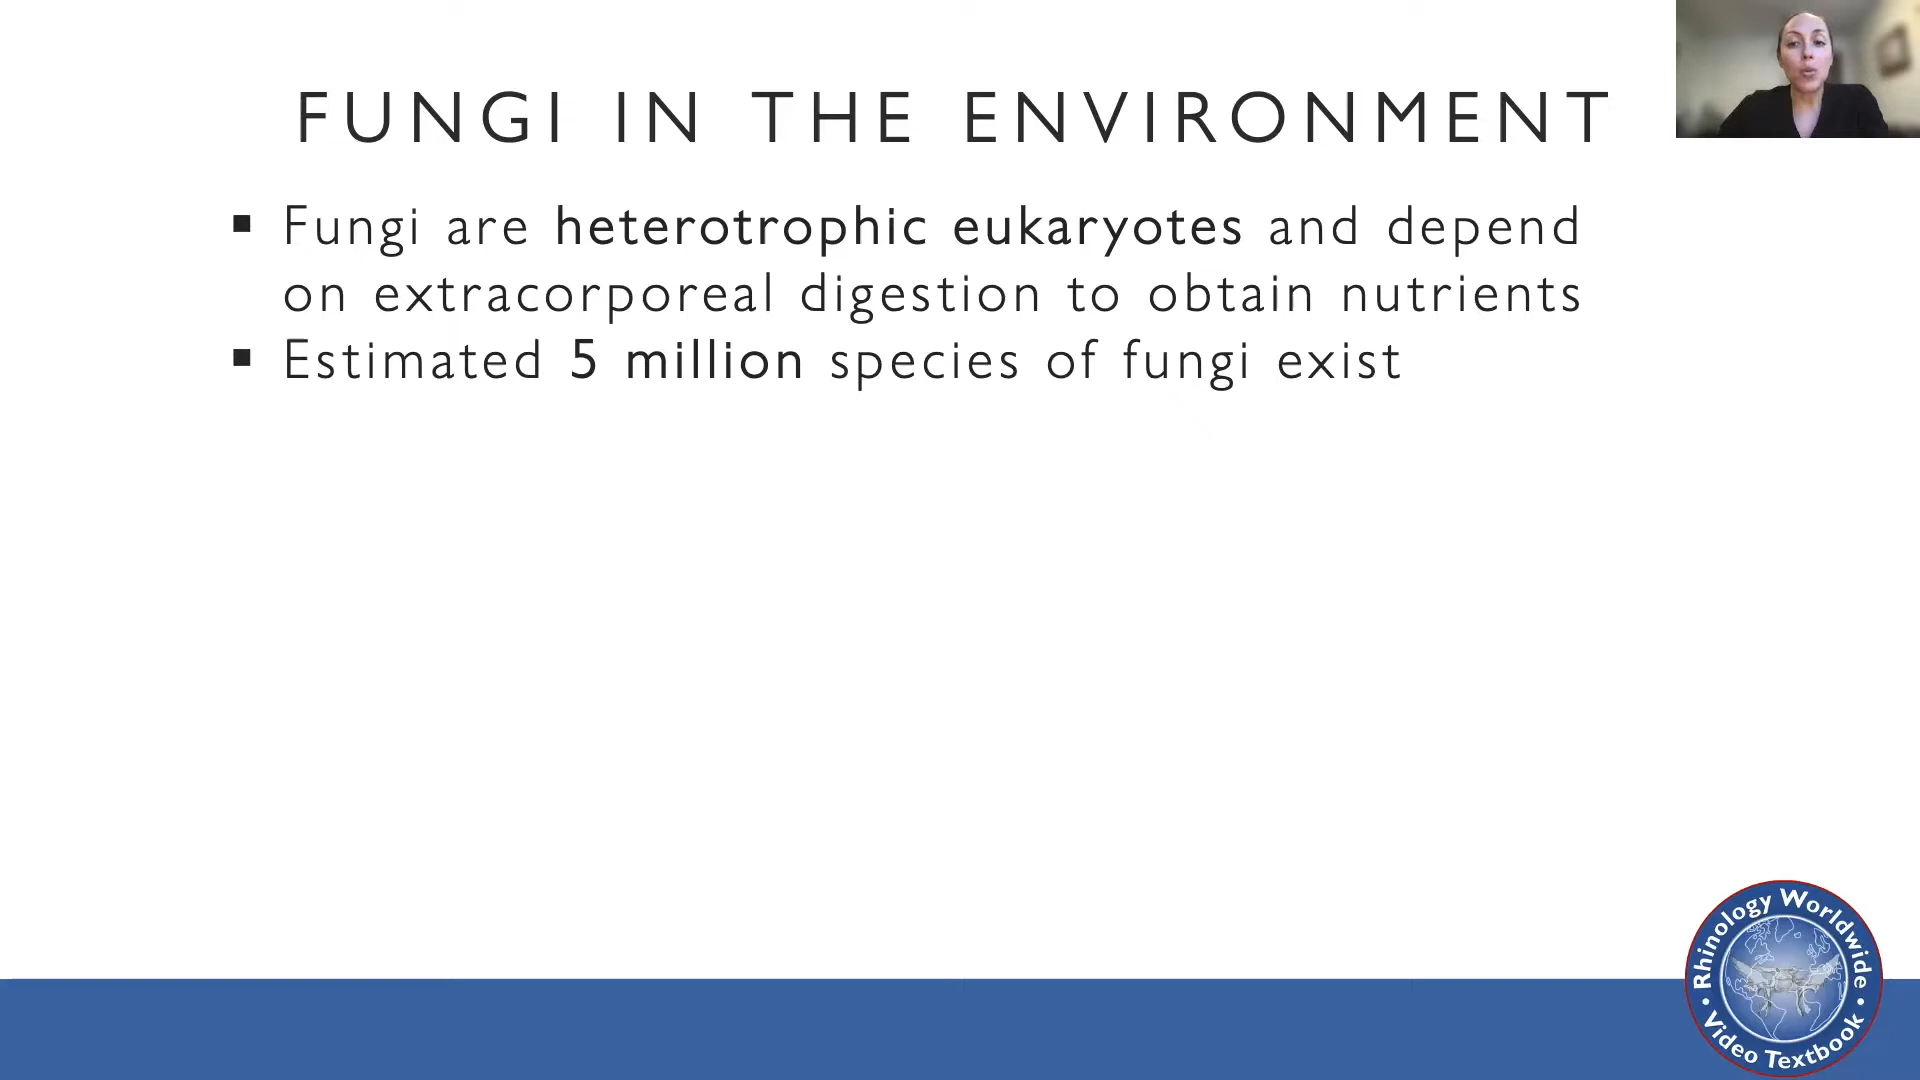 FUNGI IN THE ENVIRONMENT
▪ Fungi are heterotrophic eukaryotes and depend
on extracorporeal digestion to obtain nutrients
▪ Estimated 5 million species of fungi exist
Rhinology Worldwide
• Video Textbook •